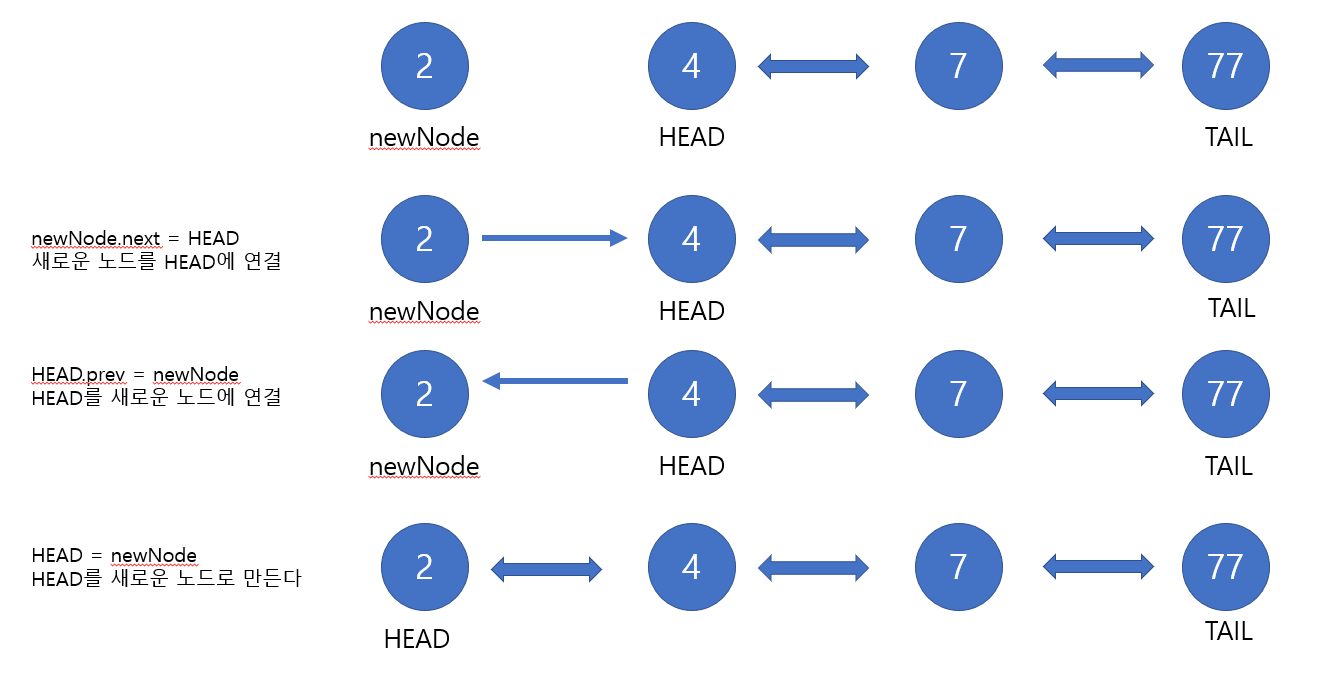 2 4 7 77
newNode HEAD TAIL
newNode.next = HEAD
새로운 노드를 HEAD에 연결
2 4 7 77
newNode HEAD TAIL
HEAD.prev = newNode
HEAD를 새로운 노드에 연결
2 4 7 77
newNode HEAD TAIL
HEAD = newNode
HEAD를 새로운 노드로 만든다
2 4 7 77
HEAD TAIL